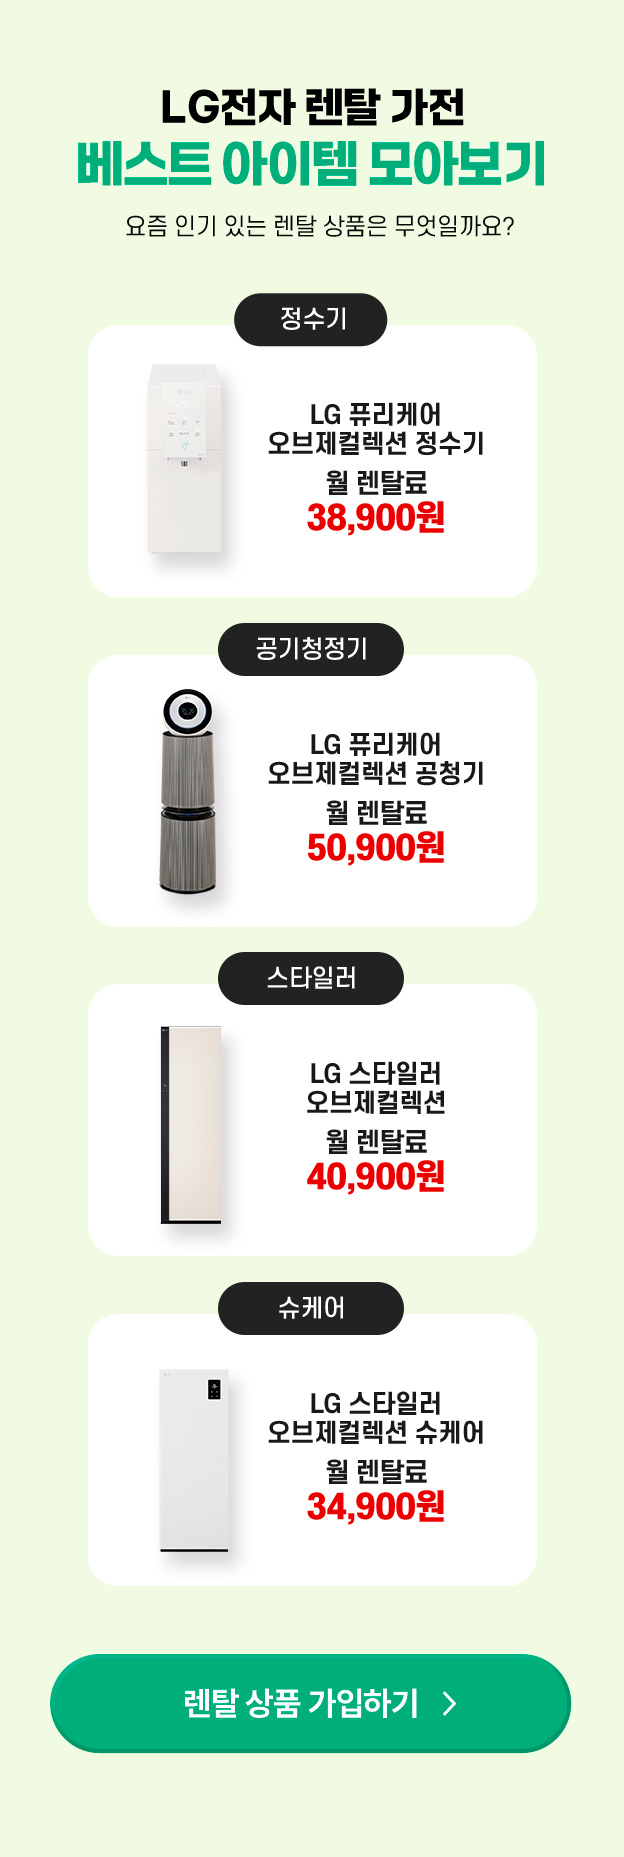 LG전자 렌탈 가전
베스트 아이템 모아보기
요즘 인기 있는 렌탈 상품은 무엇일까요?
정수기
LG 퓨리케어
오브제컬렉션 정수기
월 렌탈료
38,900원
공기청정기
LG 퓨리케어
오브제컬렉션 공청기
월 렌탈료
50,900원
스타일러
LG 스타일러
오브제컬렉션
월 렌탈료
40,900원
슈케어
LG 스타일러
오브제컬렉션 슈케어
월 렌탈료
34,900원
렌탈 상품 가입하기 >